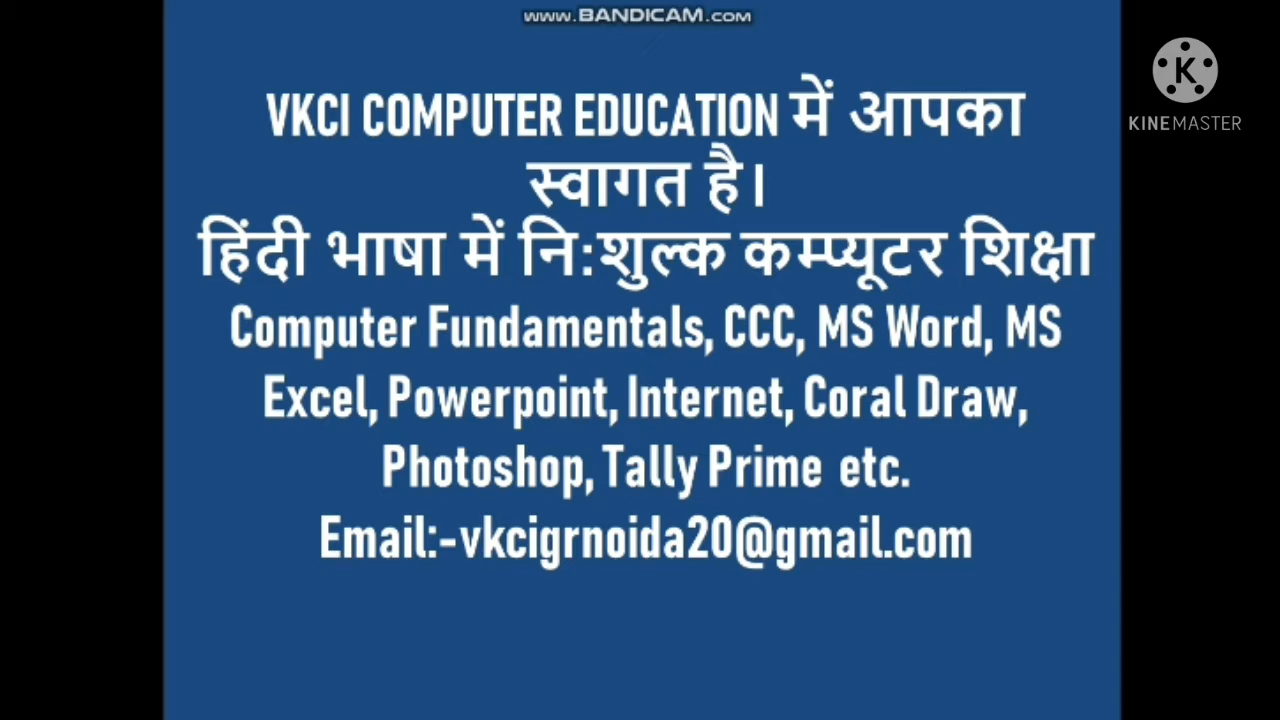 www.BANDICAM.com
VKCI COMPUTER EDUCATION में आपका
स्वागत है।
हिंदी भाषा में नि:शुल्क कम्प्यूटर शिक्षा
Computer Fundamentals, CCC, MS Word, MS
Excel, Powerpoint, Internet, Coral Draw,
Photoshop, Tally Prime etc.
Email:-vkcigrnoida20@gmail.com
K
KINEMASTER